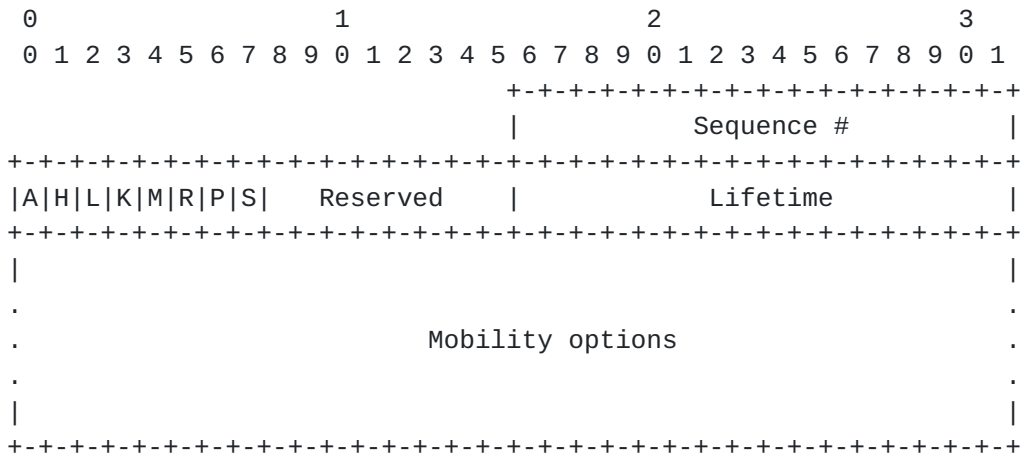 0                   1                   2                   3
 0 1 2 3 4 5 6 7 8 9 0 1 2 3 4 5 6 7 8 9 0 1 2 3 4 5 6 7 8 9 0 1
                                +-+-+-+-+-+-+-+-+-+-+-+-+-+-+-+-+
                                |           Sequence #          |
+-+-+-+-+-+-+-+-+-+-+-+-+-+-+-+-+-+-+-+-+-+-+-+-+-+-+-+-+-+-+-+-+
|A|H|L|K|M|R|P|S|   Reserved    |            Lifetime           |
+-+-+-+-+-+-+-+-+-+-+-+-+-+-+-+-+-+-+-+-+-+-+-+-+-+-+-+-+-+-+-+-+
|                                                               |
.                                                               .
.                          Mobility options                     .
.                                                               .
|                                                               |
+-+-+-+-+-+-+-+-+-+-+-+-+-+-+-+-+-+-+-+-+-+-+-+-+-+-+-+-+-+-+-+-+